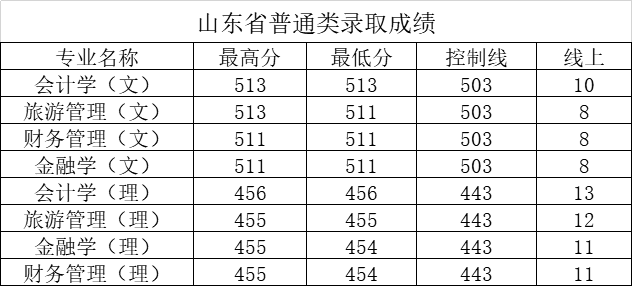 山东省普通类录取成绩
专业名称 最高分 最低分 控制线 线上
会计学（文） 513 513 503 10
旅游管理（文） 513 511 503 8
财务管理（文） 511 511 503 8
金融学（文） 511 511 503 8
会计学（理） 456 456 443 13
旅游管理（理） 455 455 443 12
金融学（理） 455 454 443 11
财务管理（理） 455 454 443 11